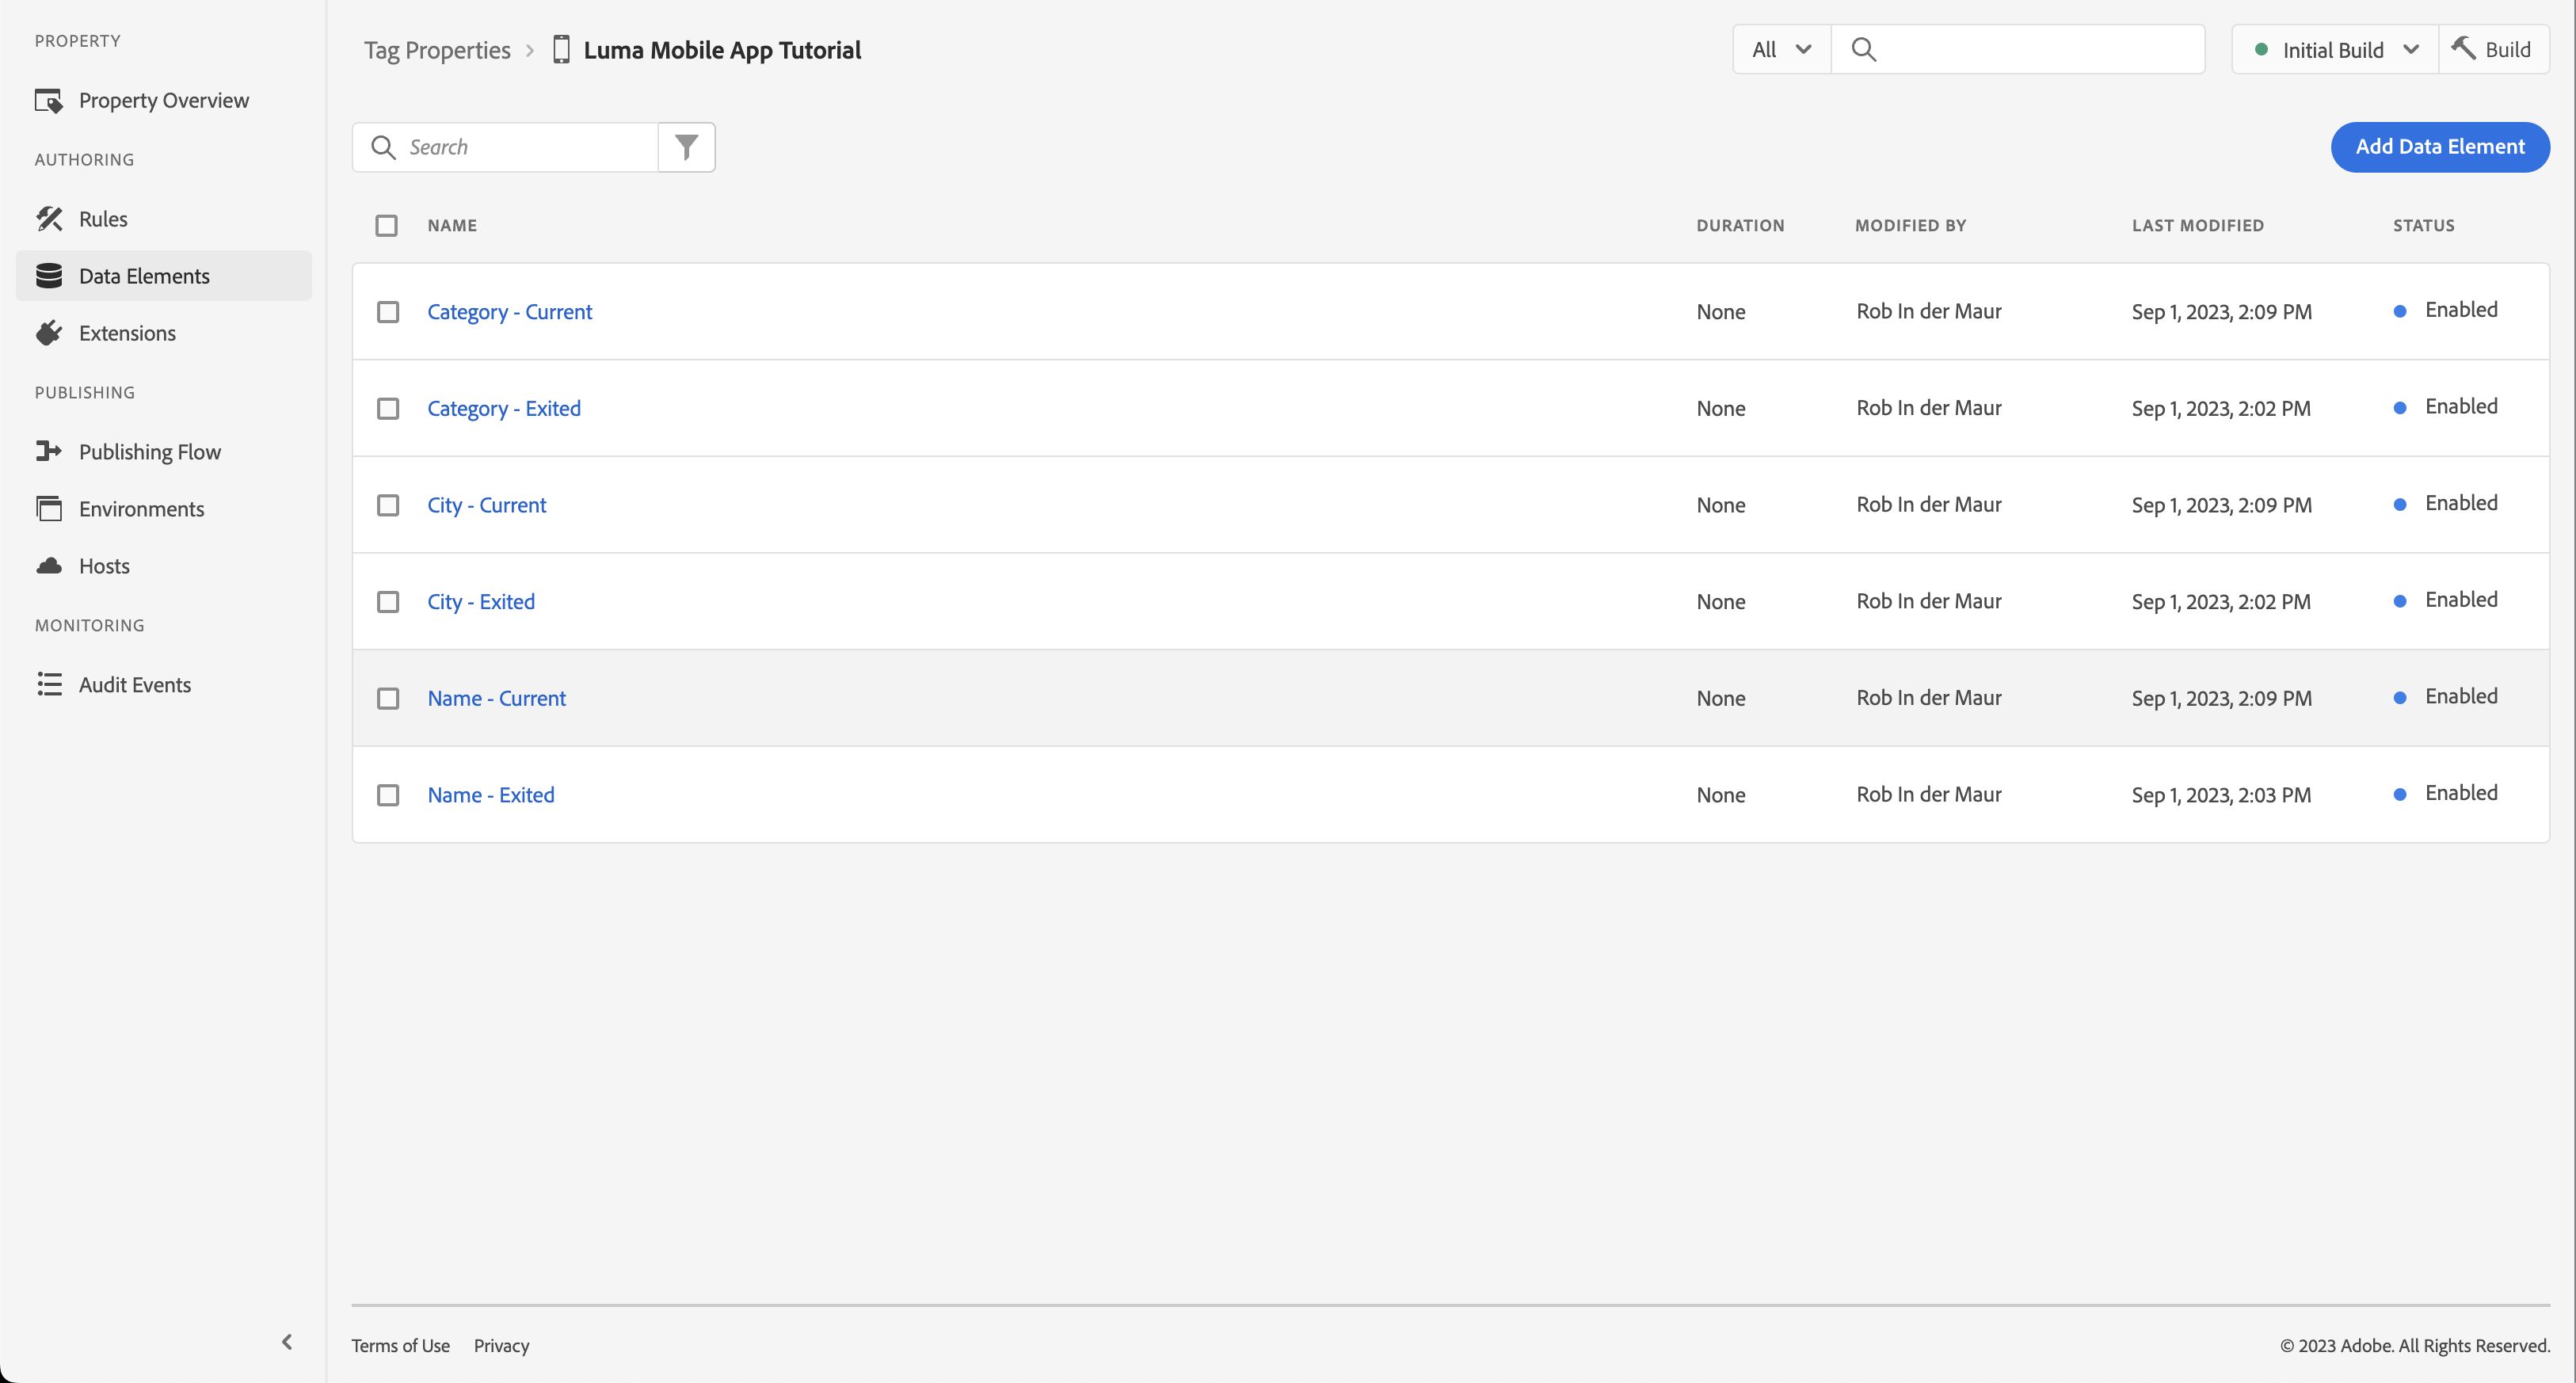 PROPERTY
Property Overview
AUTHORING
Rules
Data Elements
Extensions
PUBLISHING
Publishing Flow
Environments
Hosts
MONITORING
Audit Events
Tag Properties Luma Mobile App Tutorial
All Initial Build Build
Search Add Data Element
NAME DURATION MODIFIED BY LAST MODIFIED STATUS
Category - Current None Rob In der Maur Sep 1, 2023, 2:09 PM Enabled
Category - Exited None Rob In der Maur Sep 1, 2023, 2:02 PM Enabled
City - Current None Rob In der Maur Sep 1, 2023, 2:09 PM Enabled
City - Exited None Rob In der Maur Sep 1, 2023, 2:02 PM Enabled
Name - Current None Rob In der Maur Sep 1, 2023, 2:09 PM Enabled
Name - Exited None Rob In der Maur Sep 1, 2023, 2:03 PM Enabled
Terms of Use Privacy © 2023 Adobe. All Rights Reserved.